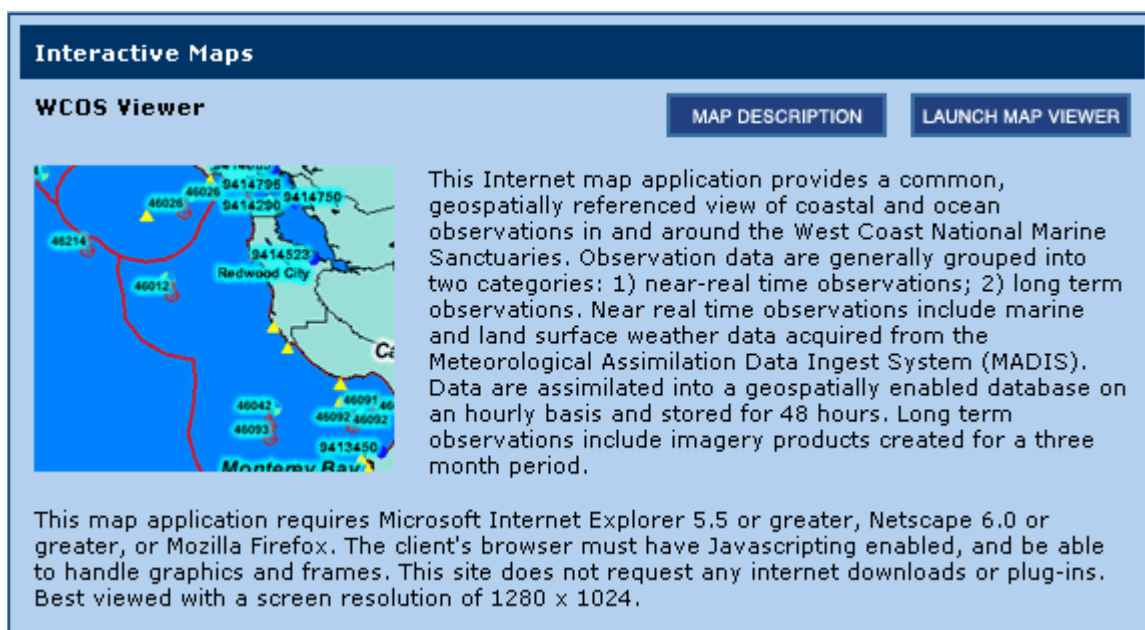 Interactive Maps
WCOS Viewer
MAP DESCRIPTION
LAUNCH MAP VIEWER
46026
46026
9414796
9414750
9414290
46214
9414523
Redwood City
46012
Ca
46042
46091
46
46092
46092
46093
9413450
Monterey Bay
This Internet map application provides a common,
geospatially referenced view of coastal and ocean
observations in and around the West Coast National Marine
Sanctuaries. Observation data are generally grouped into
two categories: 1) near-real time observations; 2) long term
observations. Near real time observations include marine
and land surface weather data acquired from the
Meteorological Assimilation Data Ingest System (MADIS).
Data are assimilated into a geospatially enabled database on
an hourly basis and stored for 48 hours. Long term
observations include imagery products created for a three
month period.
This map application requires Microsoft Internet Explorer 5.5 or greater, Netscape 6.0 or
greater, or Mozilla Firefox. The client's browser must have Javascripting enabled, and be able
to handle graphics and frames. This site does not request any internet downloads or plug-ins.
Best viewed with a screen resolution of 1280 x 1024.